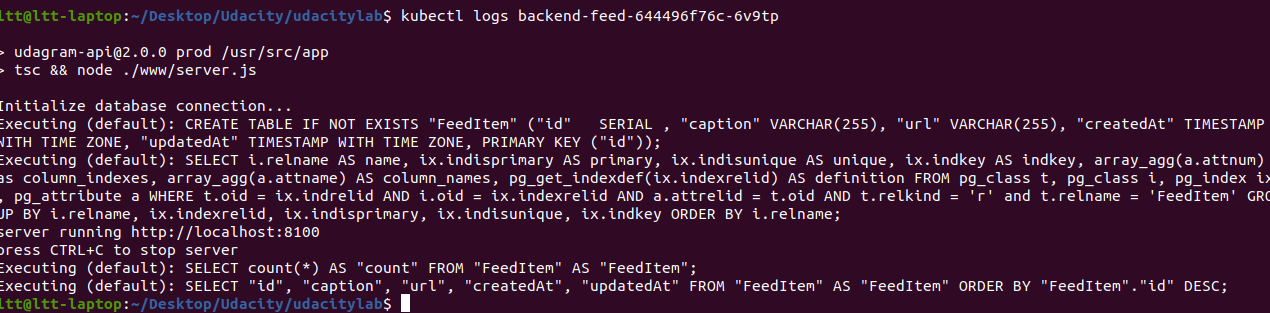 ltt@ltt-laptop:~/Desktop/Udacity/udacitylab$ kubectl logs backend-feed-644496f76c-6v9tp
> udagram-api@2.0.0 prod /usr/src/app
> tsc && node ./www/server.js
Initialize database connection...
Executing (default): CREATE TABLE IF NOT EXISTS "FeedItem" ("id"   SERIAL , "caption" VARCHAR(255), "url" VARCHAR(255), "createdAt" TIMESTAMP
WITH TIME ZONE, "updatedAt" TIMESTAMP WITH TIME ZONE, PRIMARY KEY ("id"));
Executing (default): SELECT i.relname AS name, ix.indisprimary AS primary, ix.indisunique AS unique, ix.indkey AS indkey, array_agg(a.attnum)
as column_indexes, array_agg(a.attname) AS column_names, pg_get_indexdef(ix.indexrelid) AS definition FROM pg_class t, pg_class i, pg_index ix
, pg_attribute a WHERE t.oid = ix.indrelid AND i.oid = ix.indexrelid AND a.attrelid = t.oid AND t.relkind = 'r' and t.relname = 'FeedItem' GRO
UP BY i.relname, ix.indexrelid, ix.indisprimary, ix.indisunique, ix.indkey ORDER BY i.relname;
server running http://localhost:8100
press CTRL+C to stop server
Executing (default): SELECT count(*) AS "count" FROM "FeedItem" AS "FeedItem";
Executing (default): SELECT "id", "caption", "url", "createdAt", "updatedAt" FROM "FeedItem" AS "FeedItem" ORDER BY "FeedItem"."id" DESC;
ltt@ltt-laptop:~/Desktop/Udacity/udacitylab$